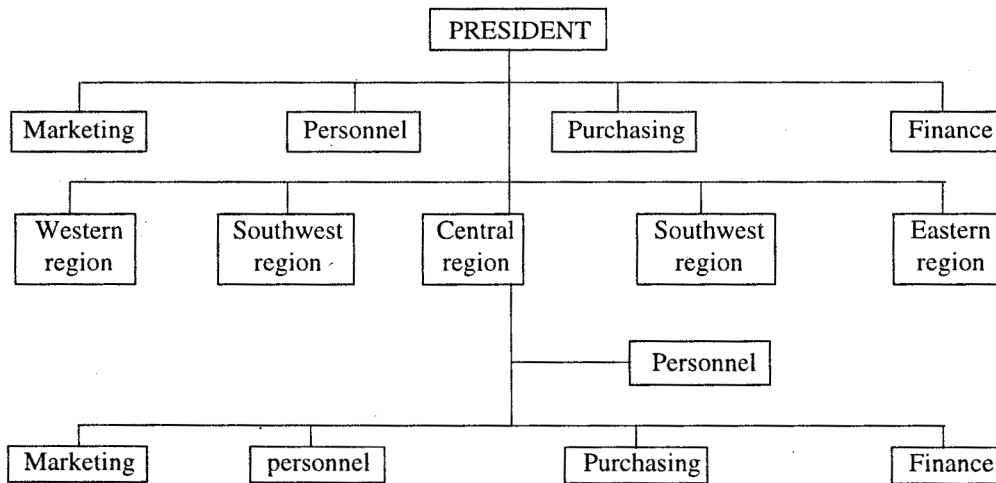 PRESIDENT
Marketing
Personnel
Purchasing
Finance
Western
region
Southwest
region
Central
region
Southwest
region
Eastern
region
Personnel
Marketing
personnel
Purchasing
Finance